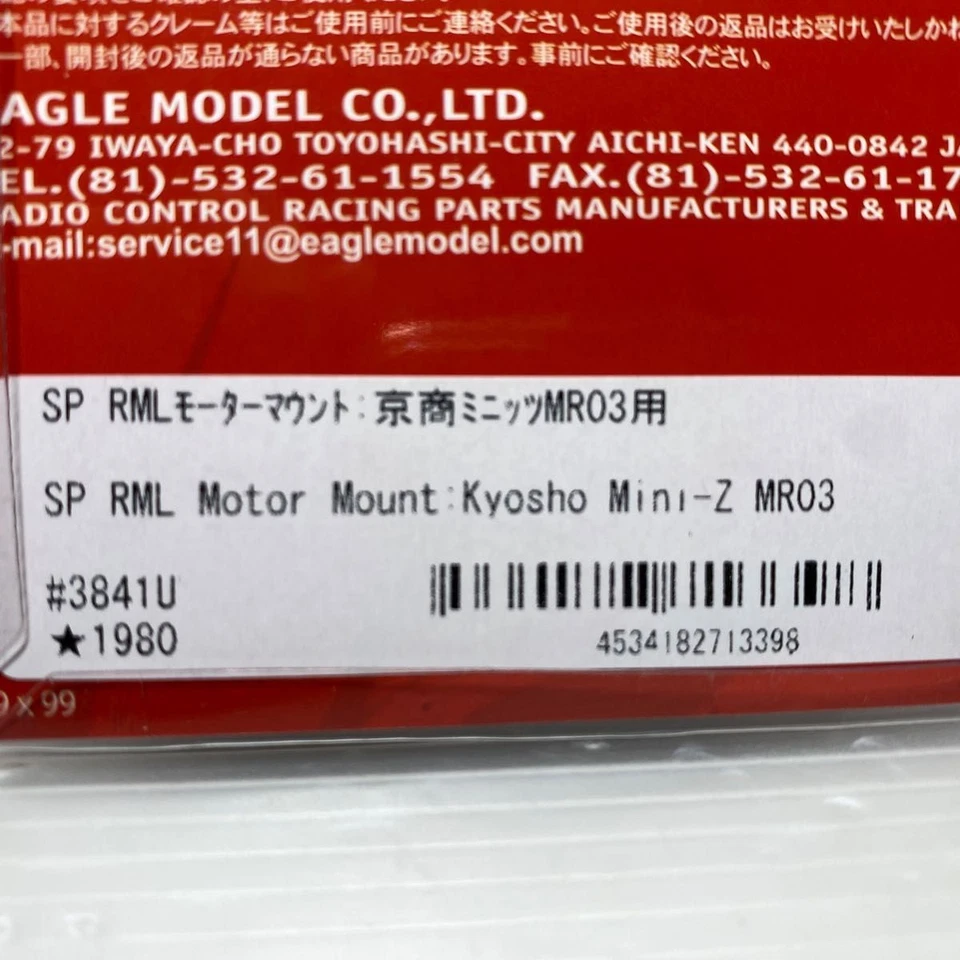 本品に対するクレーム等はご使用前にご連絡ください。ご使用後の返品はお受けいたしかね
一部、開封後の返品が通らない商品があります。事前にご確認ください。
AGLE MODEL CO.,LTD.
2-79 IWAYA-CHO TOYOHASHI-CITY AICHI-KEN 440-0842 JA
EL.(81)-532-61-1554 FAX.(81)-532-61-17
ADIO CONTROL RACING PARTS MANUFACTURERS & TRA
-mail:service11@eaglemodel.com
SP RMLモーターマウント:京商ミニッツMR03用
SP RML Motor Mount:Kyosho Mini-Z MR03
#3841U
★1980
4534182713398
9 x 99